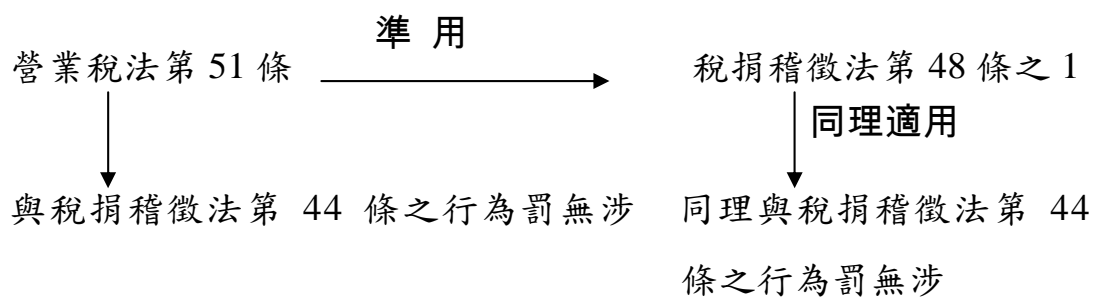 準 用
營業稅法第 51 條
稅捐稽徵法第 48 條之 1
同理適用
與稅捐稽徵法第 44 條之行為罰無涉
同理與稅捐稽徵法第 44
條之行為罰無涉